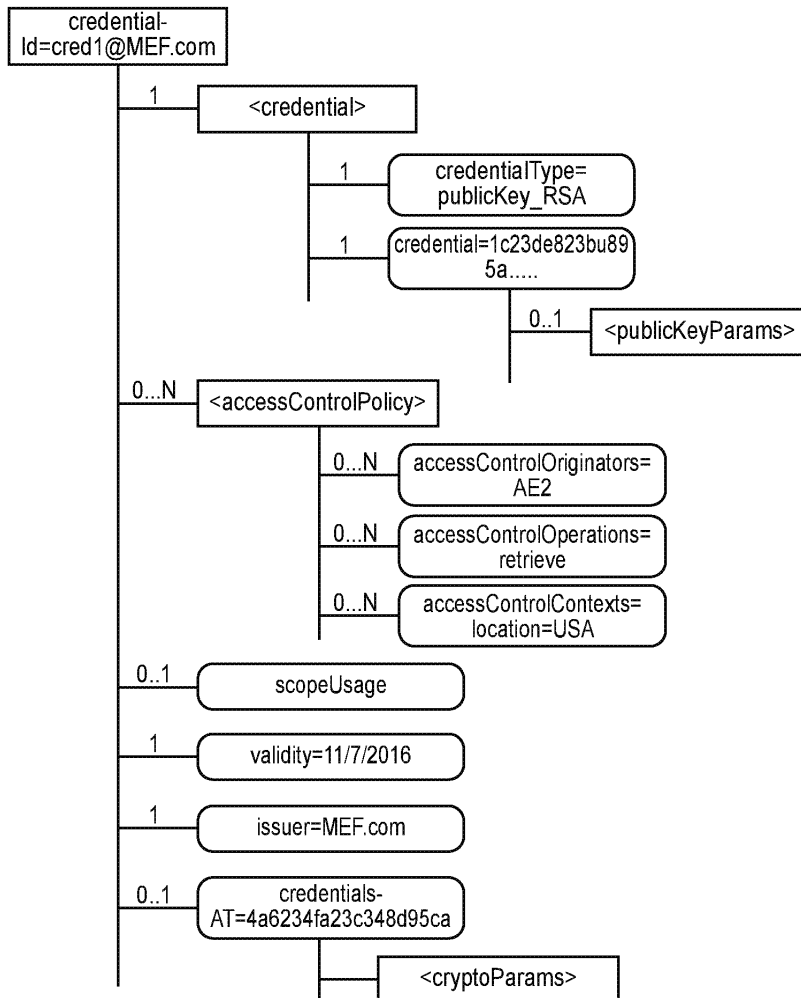 credential-
Id=cred1@MEF.com
1
<credential>
1
credentialType=
publicKey_RSA
1
credential=1c23de823bu89
5a.....
0..1
<publicKeyParams>
0...N
<accessControlPolicy>
0...N
accessControlOriginators=
AE2
0...N
accessControlOperations=
retrieve
0...N
accessControlContexts=
location=USA
0..1
scopeUsage
1
validity=11/7/2016
1
issuer=MEF.com
0..1
credentials-
AT=4a6234fa23c348d95ca
<cryptoParams>